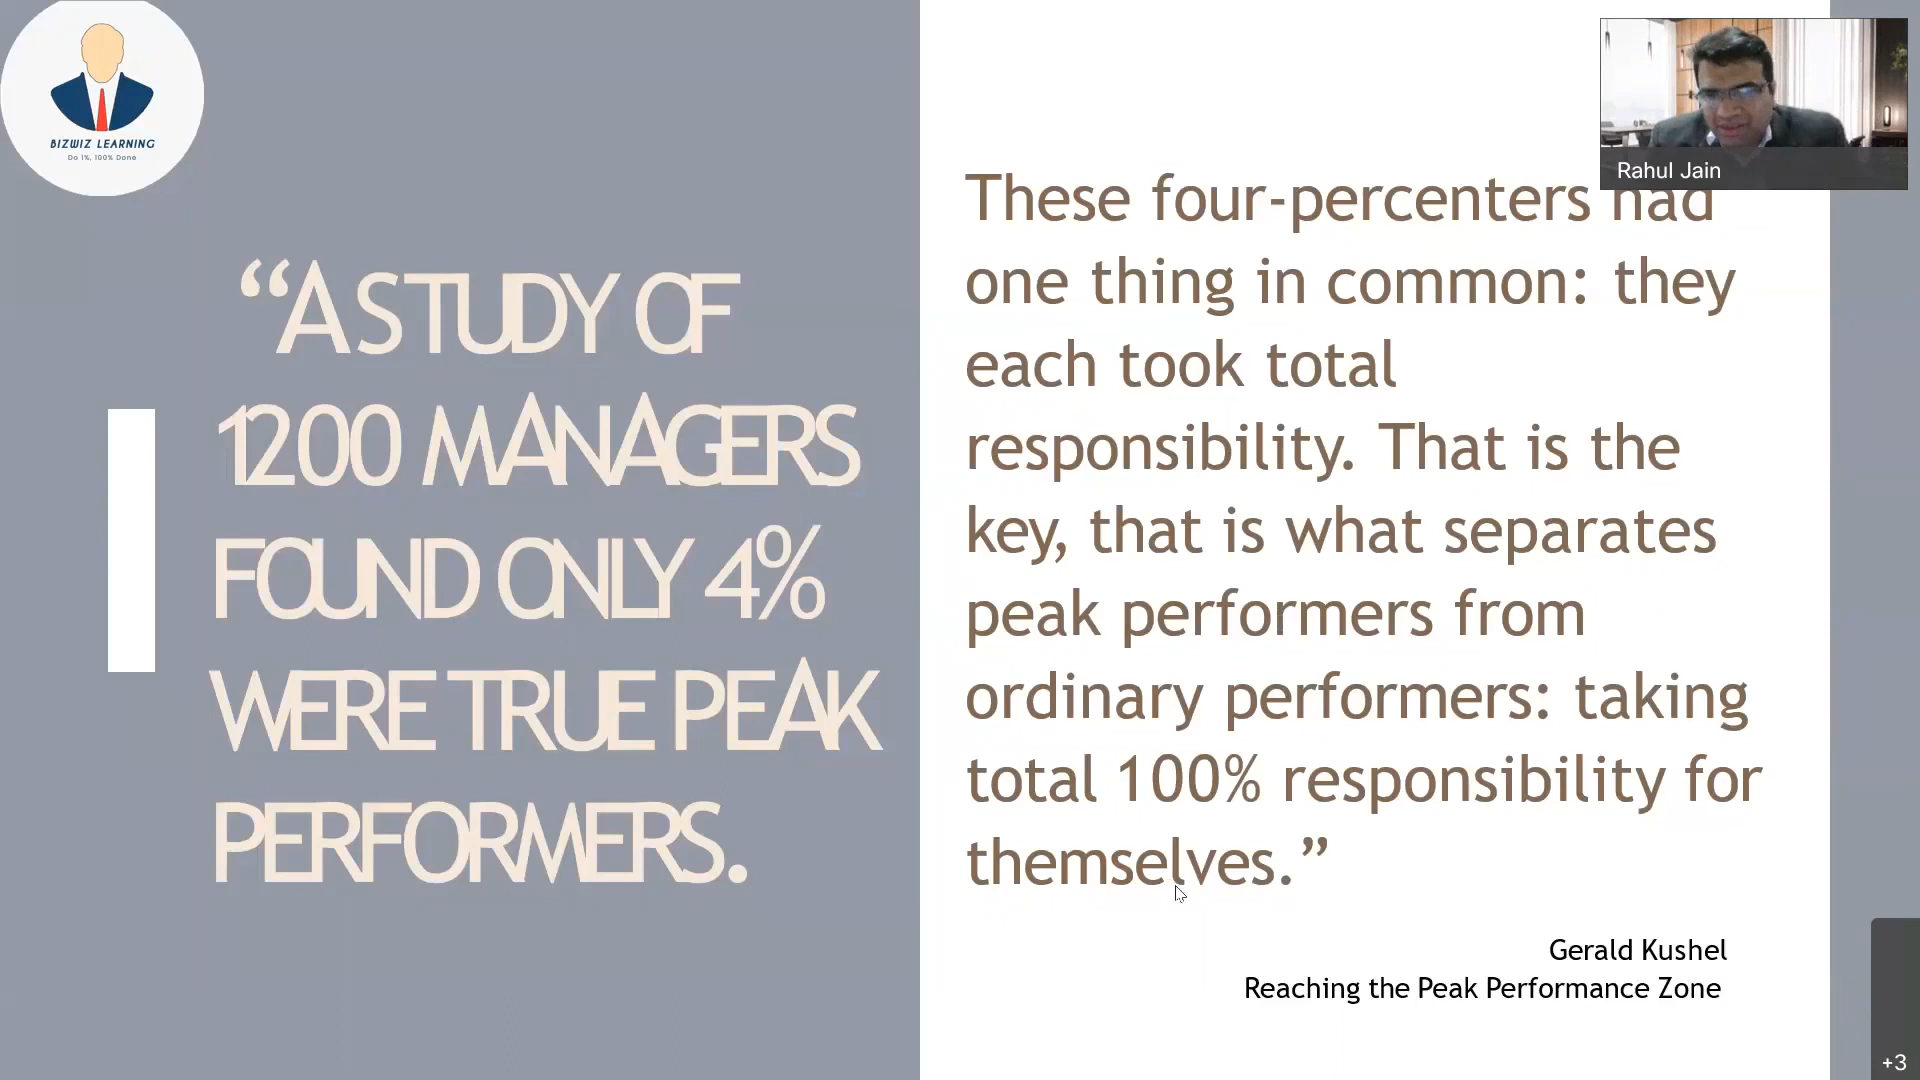 BIZWIZ LEARNING
Do 1%, 100% Done
“A STUDY OF
1200 MANAGERS
FOUND ONLY 4%
WERE TRUE PEAK
PERFORMERS.
These four-percenters had
one thing in common: they
each took total
responsibility. That is the
key, that is what separates
peak performers from
ordinary performers: taking
total 100% responsibility for
themselves.”
Gerald Kushel
Reaching the Peak Performance Zone
Rahul Jain
+3